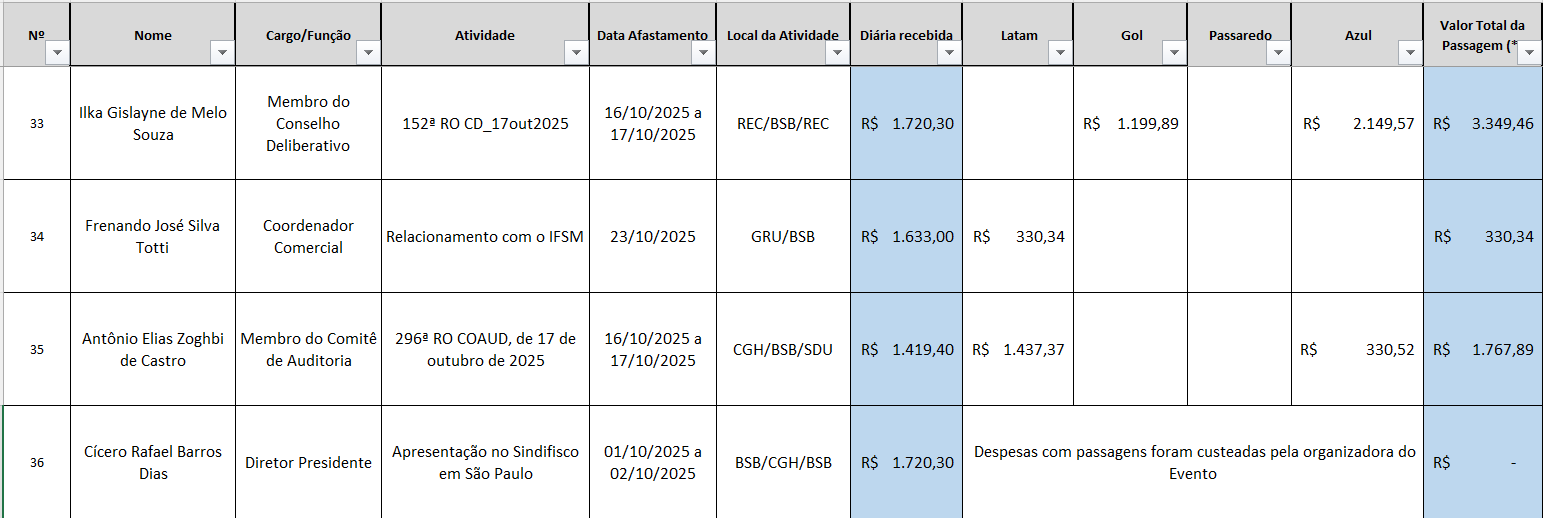 Nº Nome Cargo/Função Atividade Data Afastamento Local da Atividade Diária recebida Latam Gol Passaredo Azul Valor Total da
Passagem (*
33 Ilka Gislayne de Melo
Souza
Membro do
Conselho
Deliberativo
152ª RO CD_17out2025
16/10/2025 a
17/10/2025
REC/BSB/REC
R$ 1.720,30
R$ 1.199,89
R$ 2.149,57
R$ 3.349,46
34 Frenando José Silva
Totti
Coordenador
Comercial
Relacionamento com o IFSM
23/10/2025
GRU/BSB
R$ 1.633,00
R$ 330,34
R$ 330,34
35 Antônio Elias Zoghbi
de Castro
Membro do Comitê
de Auditoria
296ª RO COAUD, de 17 de
outubro de 2025
16/10/2025 a
17/10/2025
CGH/BSB/SDU
R$ 1.419,40
R$ 1.437,37
R$ 330,52
R$ 1.767,89
36 Cícero Rafael Barros
Dias
Diretor Presidente
Apresentação no Sindifisco
em São Paulo
01/10/2025 a
02/10/2025
BSB/CGH/BSB
R$ 1.720,30
Despesas com passagens foram custeadas pela organizadora do
Evento
R$ -